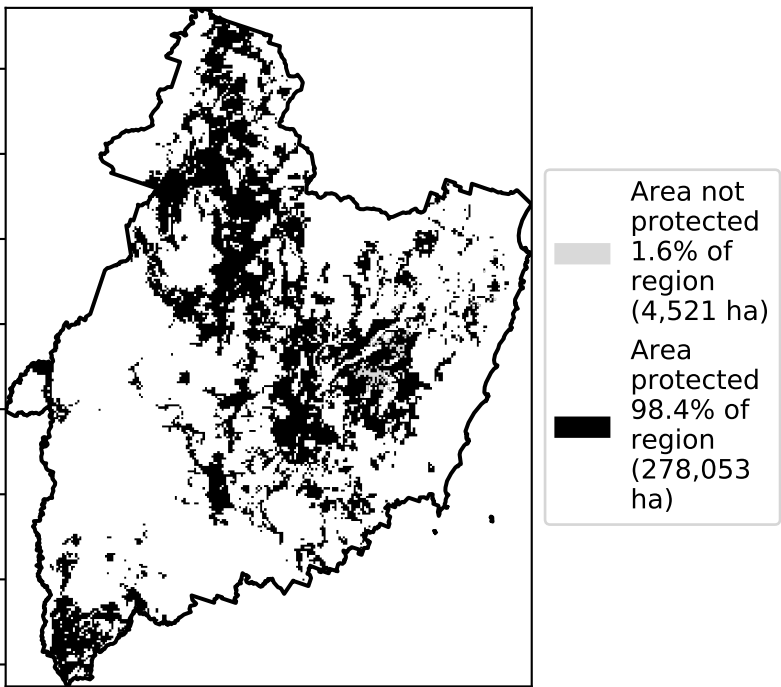 Area not
protected
1.6% of
region
(4,521 ha)
Area
protected
98.4% of
region
(278,053
ha)